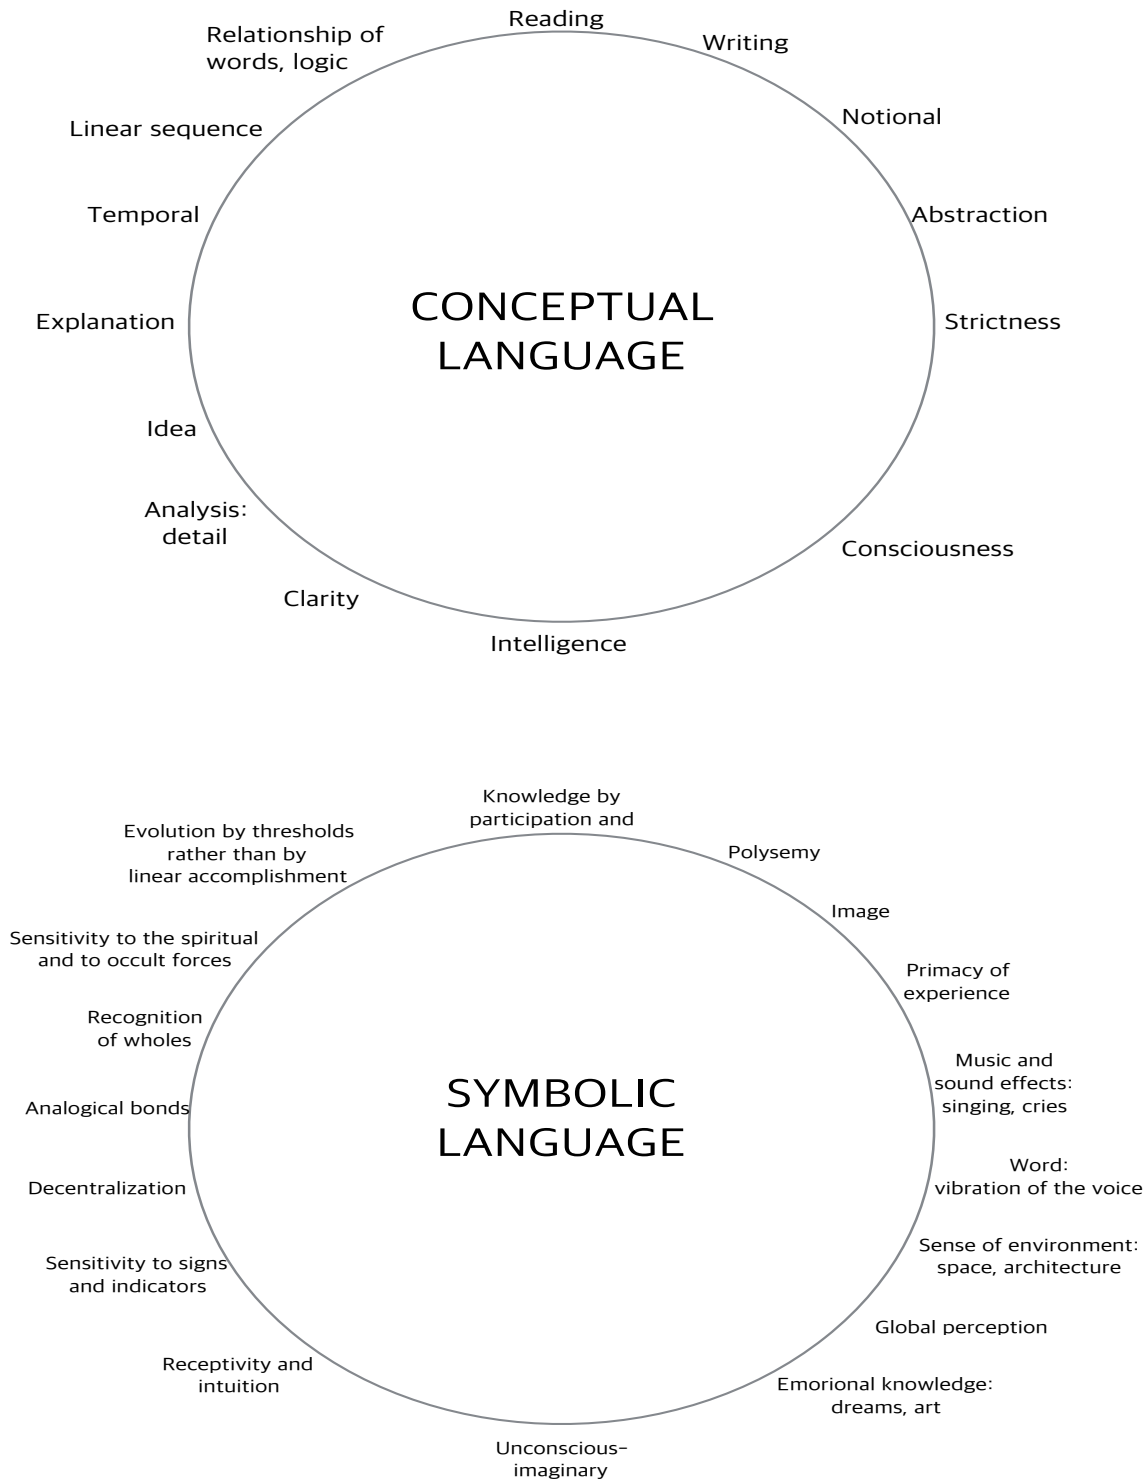 Reading
Writing
Relationship of
words, logic
Notional
Linear sequence
Temporal
Abstraction
CONCEPTUAL
LANGUAGE
Explanation
Strictness
Idea
Analysis:
detail
Consciousness
Clarity
Intelligence
Knowledge by
participation and
Evolution by thresholds
rather than by
linear accomplishment
Polysemy
Image
Sensitivity to the spiritual
and to occult forces
Primacy of
experience
Recognition
of wholes
Music and
sound effects:
singing, cries
SYMBOLIC
LANGUAGE
Analogical bonds
Word:
vibration of the voice
Decentralization
Sense of environment:
space, architecture
Sensitivity to signs
and indicators
Global perception
Receptivity and
intuition
Emorional knowledge:
dreams, art
Unconscious-
imaginary